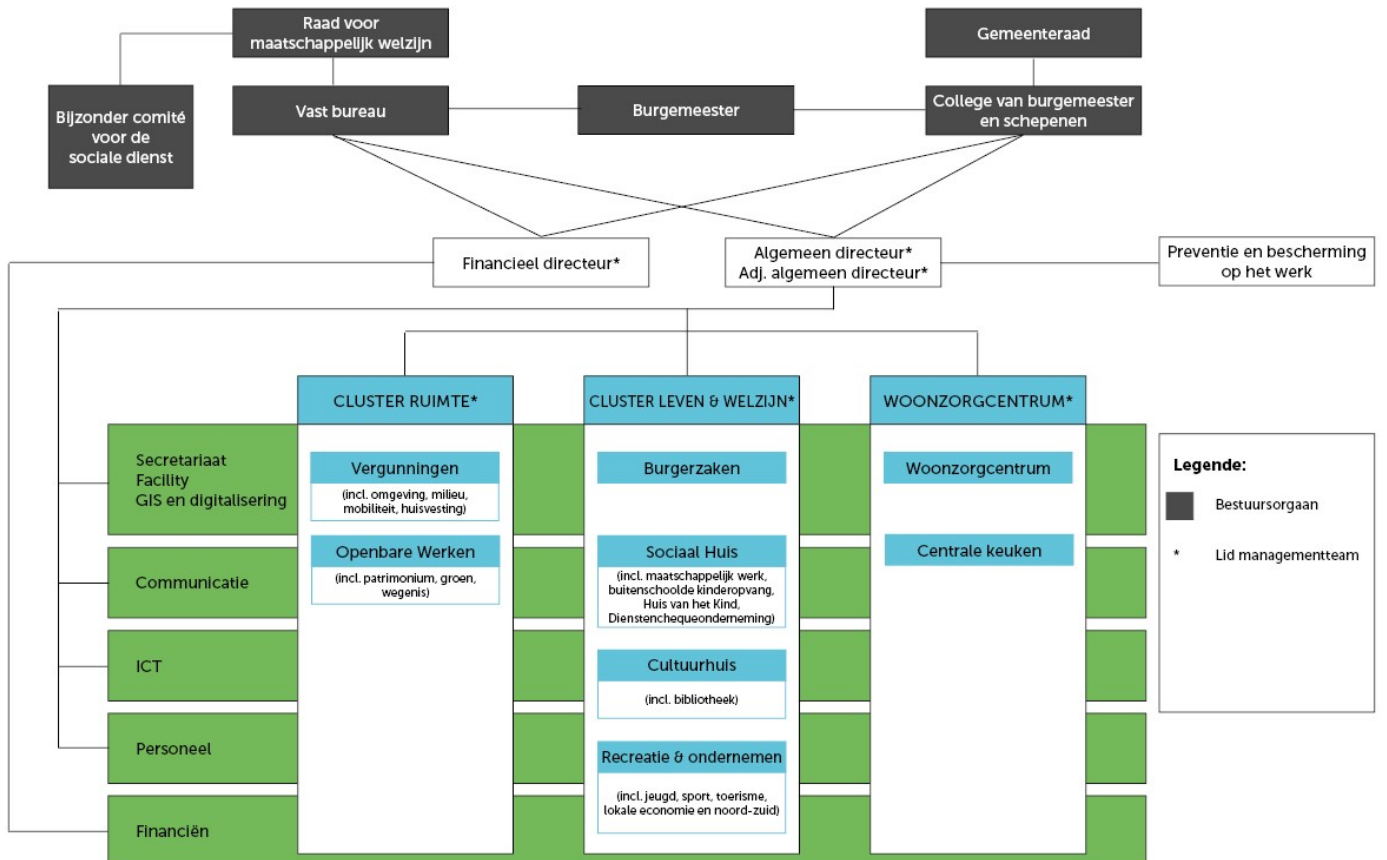 Raad voor
maatschappelijk welzijn
Gemeenteraad
Bijzonder comité
voor de
sociale dienst
Vast bureau
Burgemeester
College van burgemeester
en schepenen
Financieel directeur*
Algemeen directeur*
Adj. algemeen directeur*
Preventie en bescherming
op het werk
CLUSTER RUIMTE*
CLUSTER LEVEN & WELZIJN*
WOONZORGCENTRUM*
Secretariaat
Facility
GIS en digitalisering
Communicatie
ICT
Personeel
Financiën
Vergunningen
(incl. omgeving, milieu,
mobiliteit, huisvesting)
Openbare Werken
(incl. patrimonium, groen,
wegenis)
Burgerzaken
Sociaal Huis
(incl. maatschappelijk werk,
buitenschoolde kinderopvang,
Huis van het Kind,
Dienstenchequeonderneming)
Cultuurhuis
(incl. bibliotheek)
Recreatie & ondernemen
(incl. jeugd, sport, toerisme,
lokale economie en noord-zuid)
Woonzorgcentrum
Centrale keuken
Legende:
Bestuursorgaan
* Lid managementteam